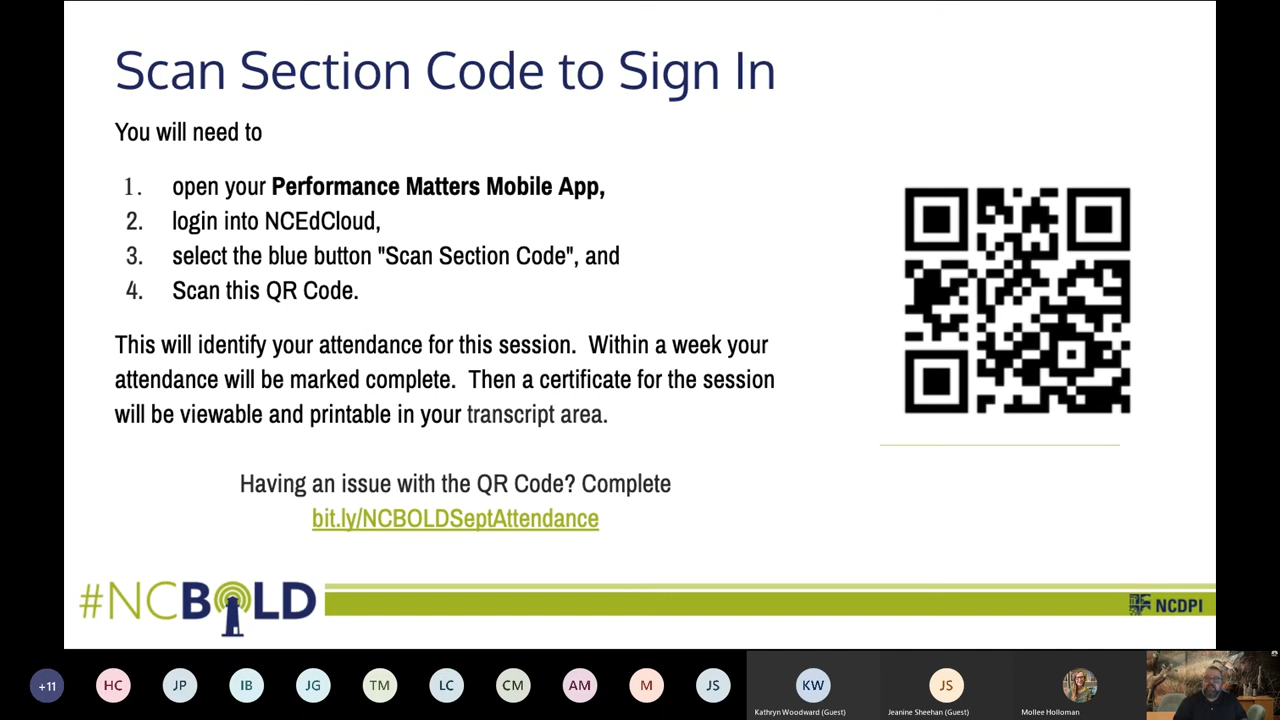 Scan Section Code to Sign In
You will need to
1. open your Performance Matters Mobile App,
2. login into NCEdCloud,
3. select the blue button "Scan Section Code", and
4. Scan this QR Code.
This will identify your attendance for this session.  Within a week your
attendance will be marked complete.  Then a certificate for the session
will be viewable and printable in your transcript area.
Having an issue with the QR Code? Complete
bit.ly/NCBOLDSeptAttendance
#NCBOLD
NCDPI
+11 HC JP IB JG TM LC CM AM M JS KW JS
Kathryn Woodward (Guest) Jeanine Sheehan (Guest) Mollee Holloman